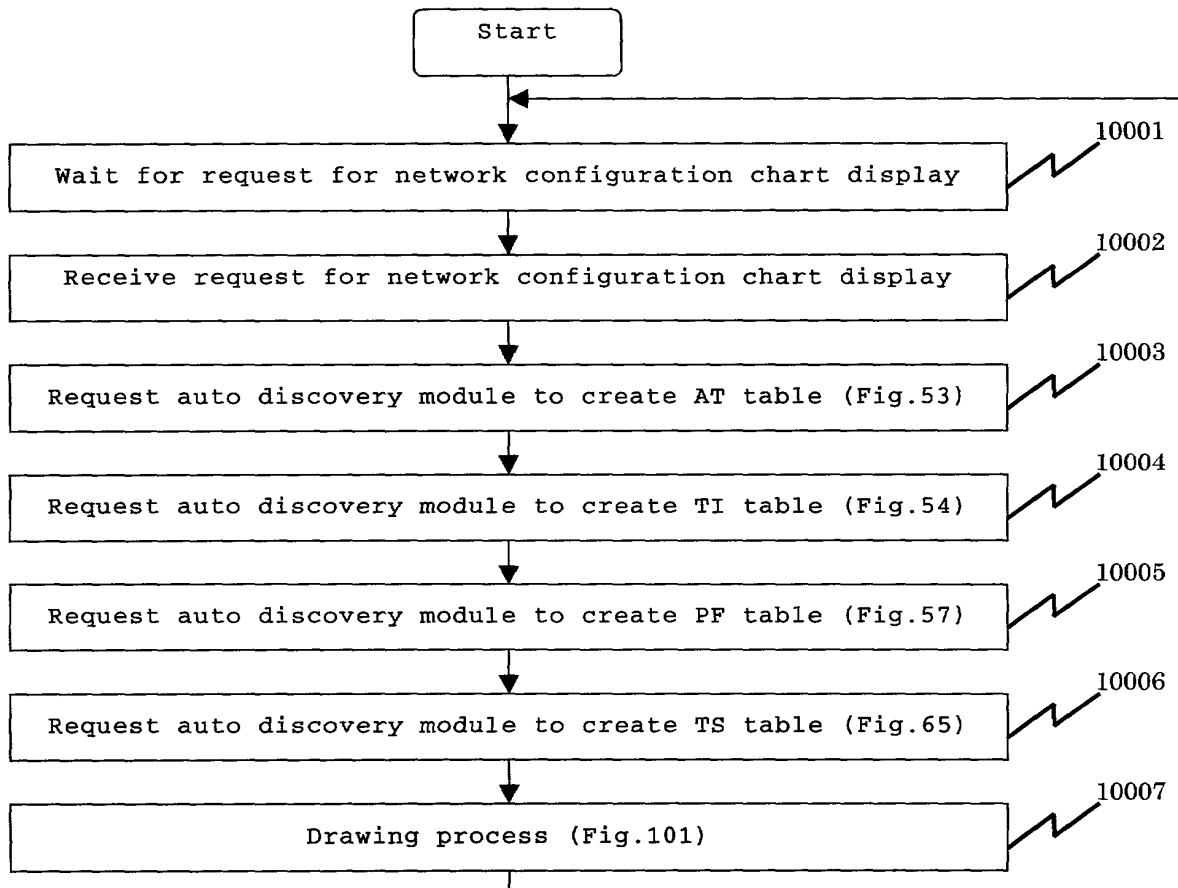 Start
10001
Wait for request for network configuration chart display
10002
Receive request for network configuration chart display
10003
Request auto discovery module to create AT table (Fig.53)
10004
Request auto discovery module to create TI table (Fig.54)
10005
Request auto discovery module to create PF table (Fig.57)
10006
Request auto discovery module to create TS table (Fig.65)
10007
Drawing process (Fig.101)